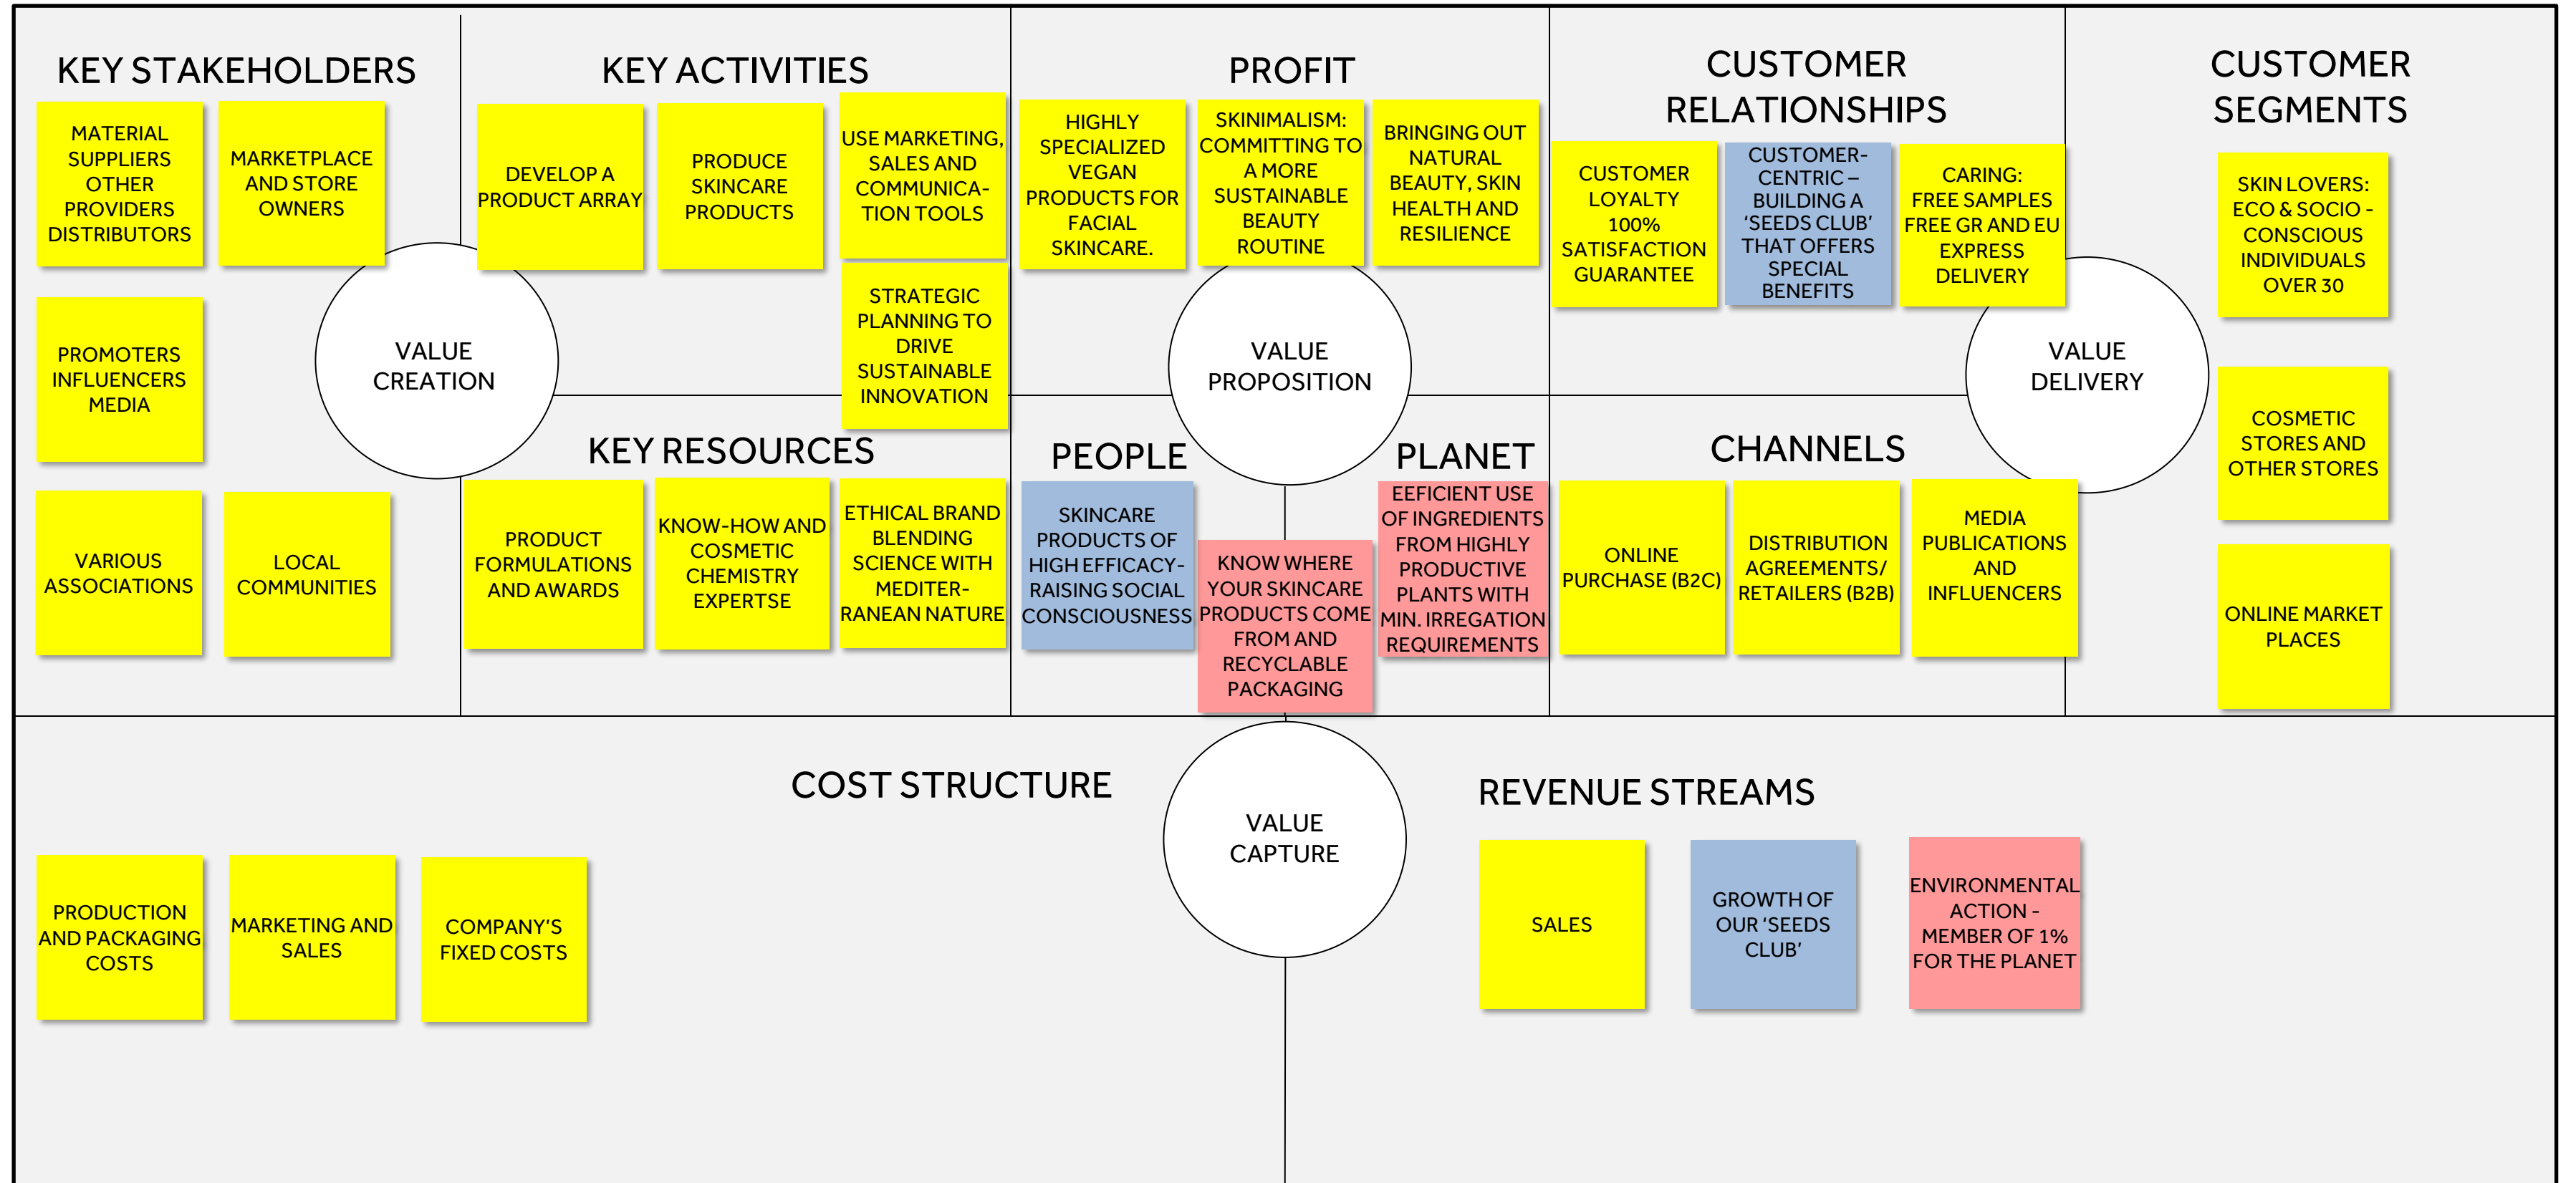 KEY STAKEHOLDERS
MATERIAL
SUPPLIERS
OTHER
PROVIDERS
DISTRIBUTORS
MARKETPLACE
AND STORE
OWNERS
PROMOTERS
INFLUENCERS
MEDIA
VARIOUS
ASSOCIATIONS
LOCAL
COMMUNITIES
VALUE
CREATION
KEY ACTIVITIES
DEVELOP A
PRODUCT ARRAY
PRODUCE
SKINCARE
PRODUCTS
USE MARKETING,
SALES AND
COMMUNICA-
TION TOOLS
STRATEGIC
PLANNING TO
DRIVE
SUSTAINABLE
INNOVATION
KEY RESOURCES
PRODUCT
FORMULATIONS
AND AWARDS
KNOW-HOW AND
COSMETIC
CHEMISTRY
EXPERTSE
ETHICAL BRAND
BLENDING
SCIENCE WITH
MEDITER-
RANEAN NATURE
PROFIT
HIGHLY
SPECIALIZED
VEGAN
PRODUCTS FOR
FACIAL
SKINCARE.
SKINIMALISM:
COMMITTING TO
A MORE
SUSTAINABLE
BEAUTY
ROUTINE
BRINGING OUT
NATURAL
BEAUTY, SKIN
HEALTH AND
RESILIENCE
VALUE
PROPOSITION
PEOPLE
SKINCARE
PRODUCTS OF
HIGH EFFICACY-
RAISING SOCIAL
CONSCIOUSNESS
KNOW WHERE
YOUR SKINCARE
PRODUCTS COME
FROM AND
RECYCLABLE
PACKAGING
PLANET
EEFICIENT USE
OF INGREDIENTS
FROM HIGHLY
PRODUCTIVE
PLANTS WITH
MIN. IRREGATION
REQUIREMENTS
CUSTOMER
RELATIONSHIPS
CUSTOMER
LOYALTY
100%
SATISFACTION
GUARANTEE
CUSTOMER-
CENTRIC –
BUILDING A
‘SEEDS CLUB’
THAT OFFERS
SPECIAL
BENEFITS
CARING:
FREE SAMPLES
FREE GR AND EU
EXPRESS
DELIVERY
VALUE
DELIVERY
CHANNELS
ONLINE
PURCHASE (B2C)
DISTRIBUTION
AGREEMENTS/
RETAILERS (B2B)
MEDIA
PUBLICATIONS
AND
INFLUENCERS
CUSTOMER
SEGMENTS
SKIN LOVERS:
ECO & SOCIO -
CONSCIOUS
INDIVIDUALS
OVER 30
COSMETIC
STORES AND
OTHER STORES
ONLINE MARKET
PLACES
COST STRUCTURE
PRODUCTION
AND PACKAGING
COSTS
MARKETING AND
SALES
COMPANY’S
FIXED COSTS
VALUE
CAPTURE
REVENUE STREAMS
SALES
GROWTH OF
OUR ‘SEEDS
CLUB’
ENVIRONMENTAL
ACTION -
MEMBER OF 1%
FOR THE PLANET